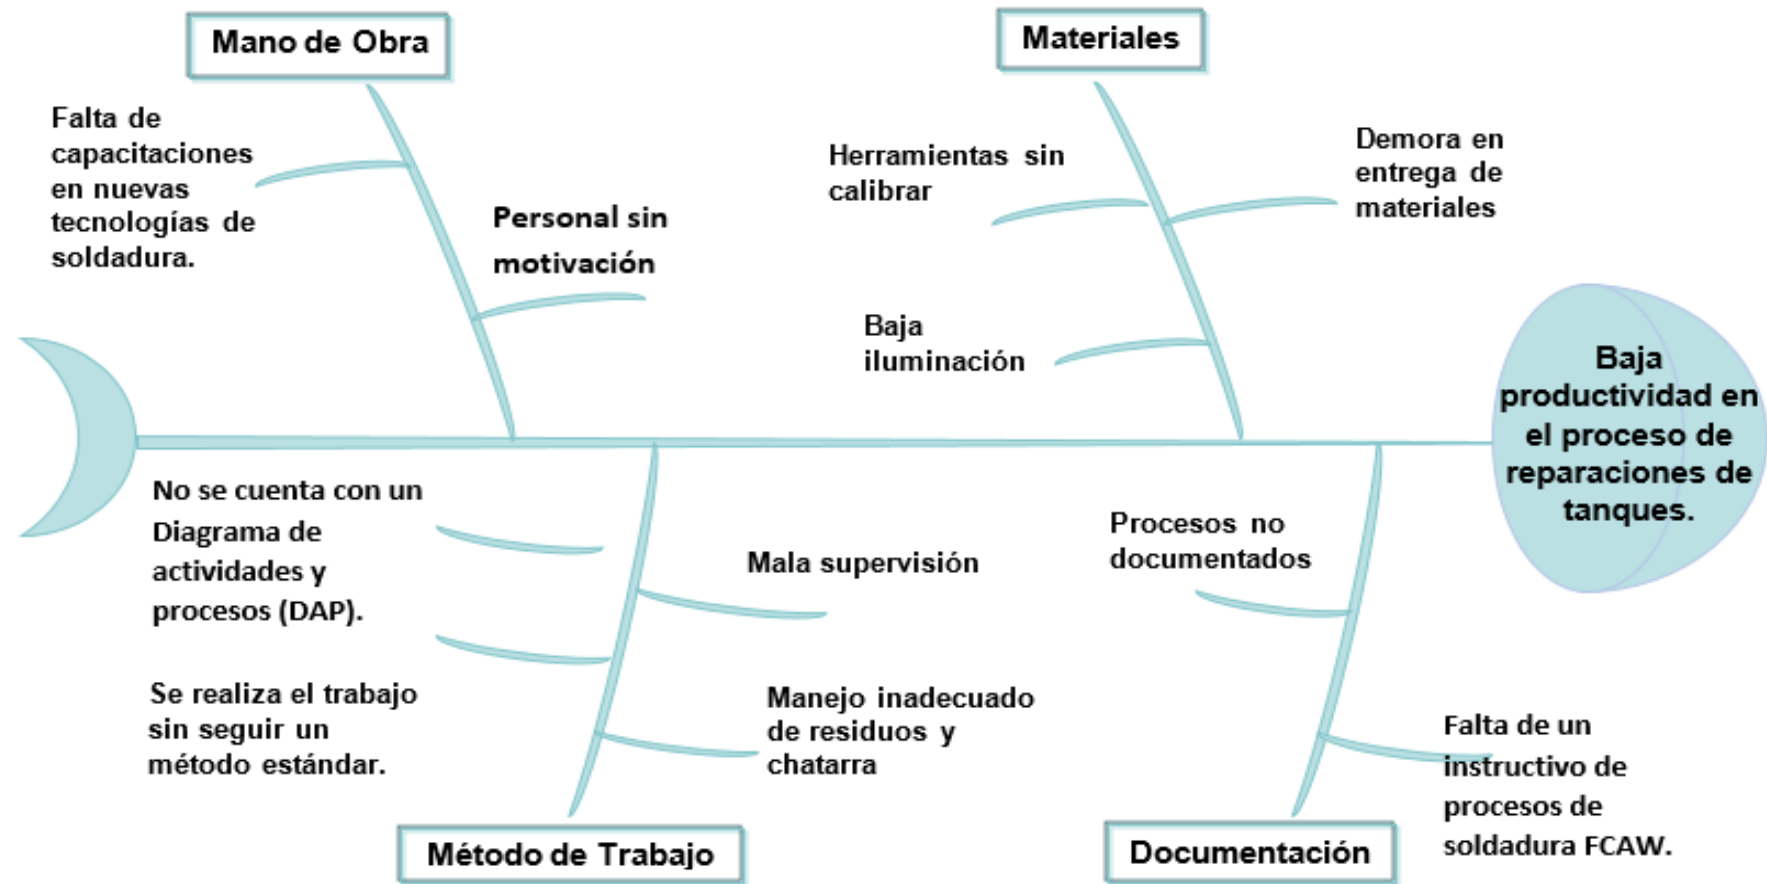 Mano de Obra
Falta de
capacitaciones
en nuevas
tecnologías de
soldadura.
Personal sin
motivación
Materiales
Herramientas sin
calibrar
Demora en
entrega de
materiales
Baja
iluminación
Baja
productividad en
el proceso de
reparaciones de
tanques.
No se cuenta con un
Diagrama de
actividades y
procesos (DAP).
Se realiza el trabajo
sin seguir un
método estándar.
Mala supervisión
Manejo inadecuado
de residuos y
chatarra
Método de Trabajo
Procesos no
documentados
Falta de un
instructivo de
procesos de
soldadura FCAW.
Documentación